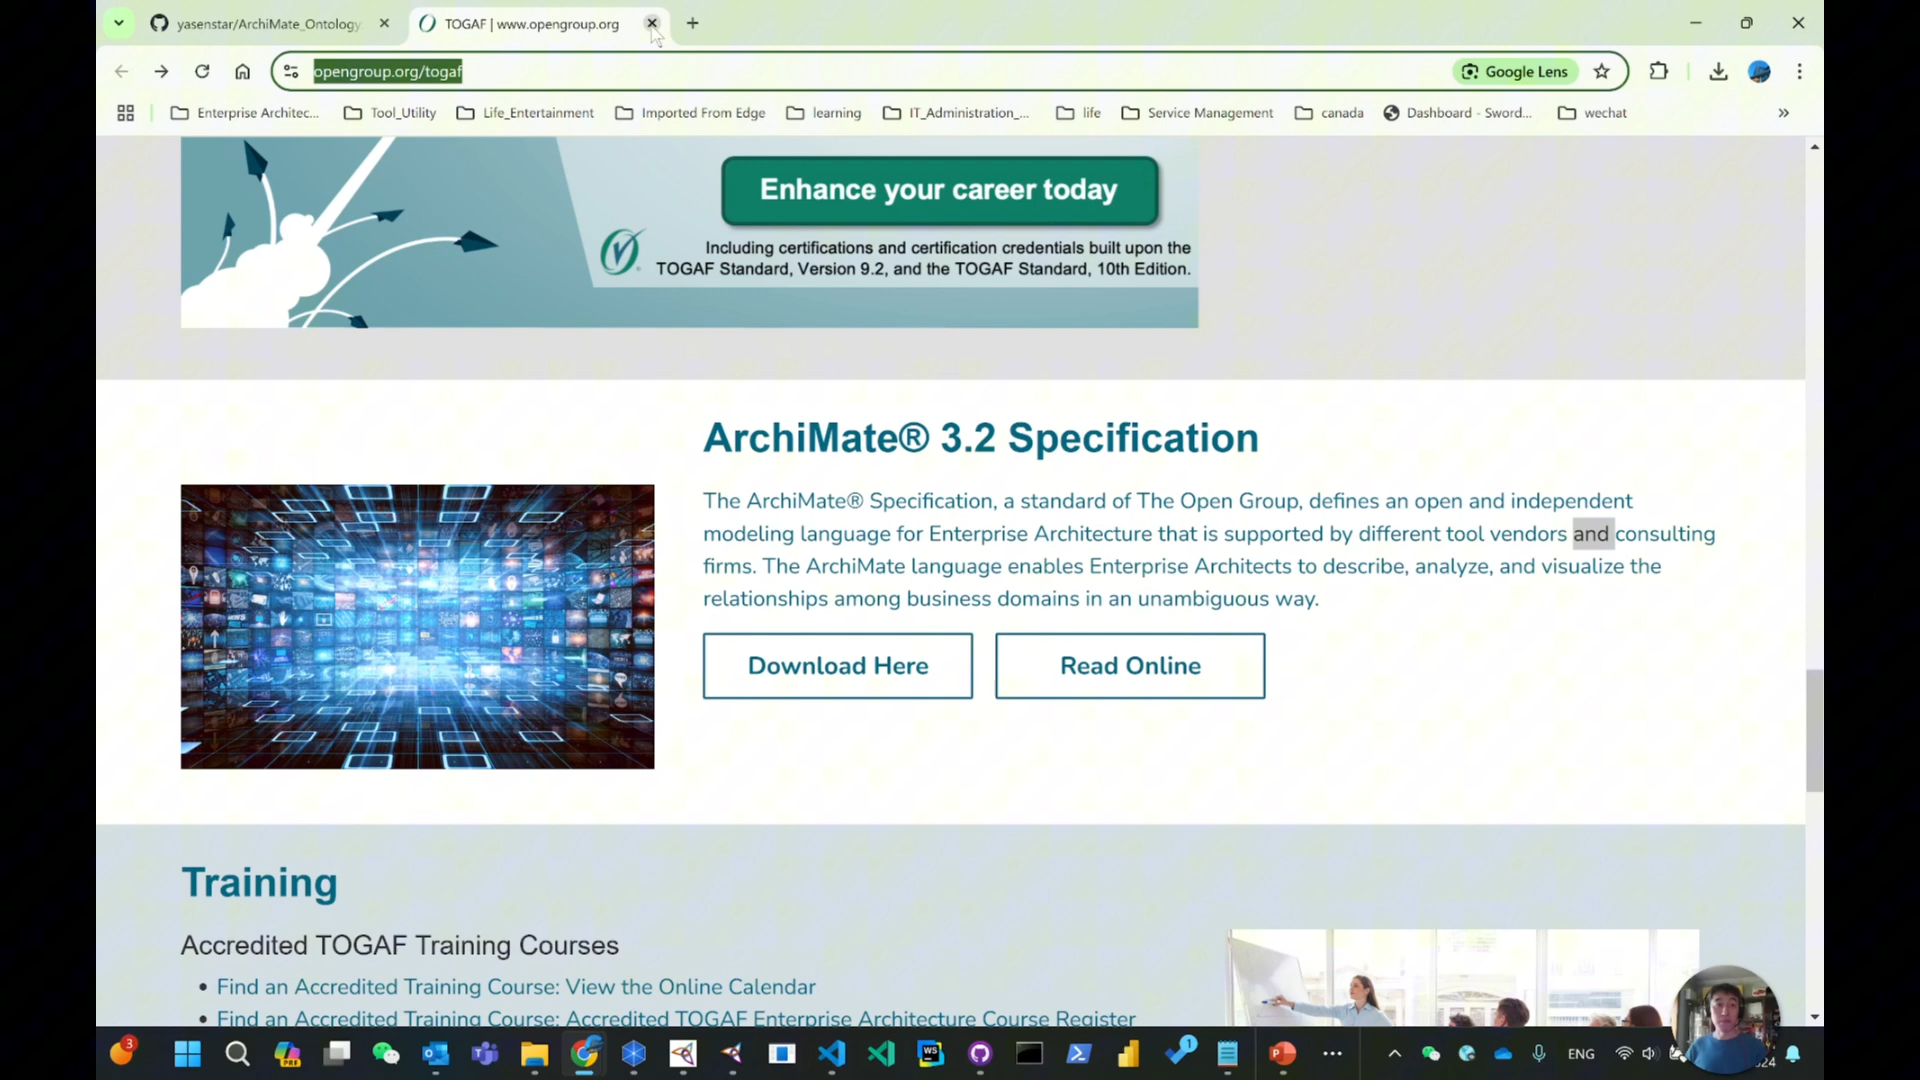 yasenstar/ArchiMate_Ontology
TOGAF | www.opengroup.org
opengroup.org/togaf
Google Lens
Enterprise Architec...
Tool_Utility
Life_Entertainment
Imported From Edge
learning
IT_Administration_...
life
Service Management
canada
Dashboard - Sword...
wechat
Enhance your career today
Including certifications and certification credentials built upon the
TOGAF Standard, Version 9.2, and the TOGAF Standard, 10th Edition.
ArchiMate® 3.2 Specification
The ArchiMate® Specification, a standard of The Open Group, defines an open and independent
modeling language for Enterprise Architecture that is supported by different tool vendors and consulting
firms. The ArchiMate language enables Enterprise Architects to describe, analyze, and visualize the
relationships among business domains in an unambiguous way.
Download Here
Read Online
Training
Accredited TOGAF Training Courses
• Find an Accredited Training Course: View the Online Calendar
• Find an Accredited Training Course: Accredited TOGAF Enterprise Architecture Course Register
3
PRE
WS
1
ENG
24